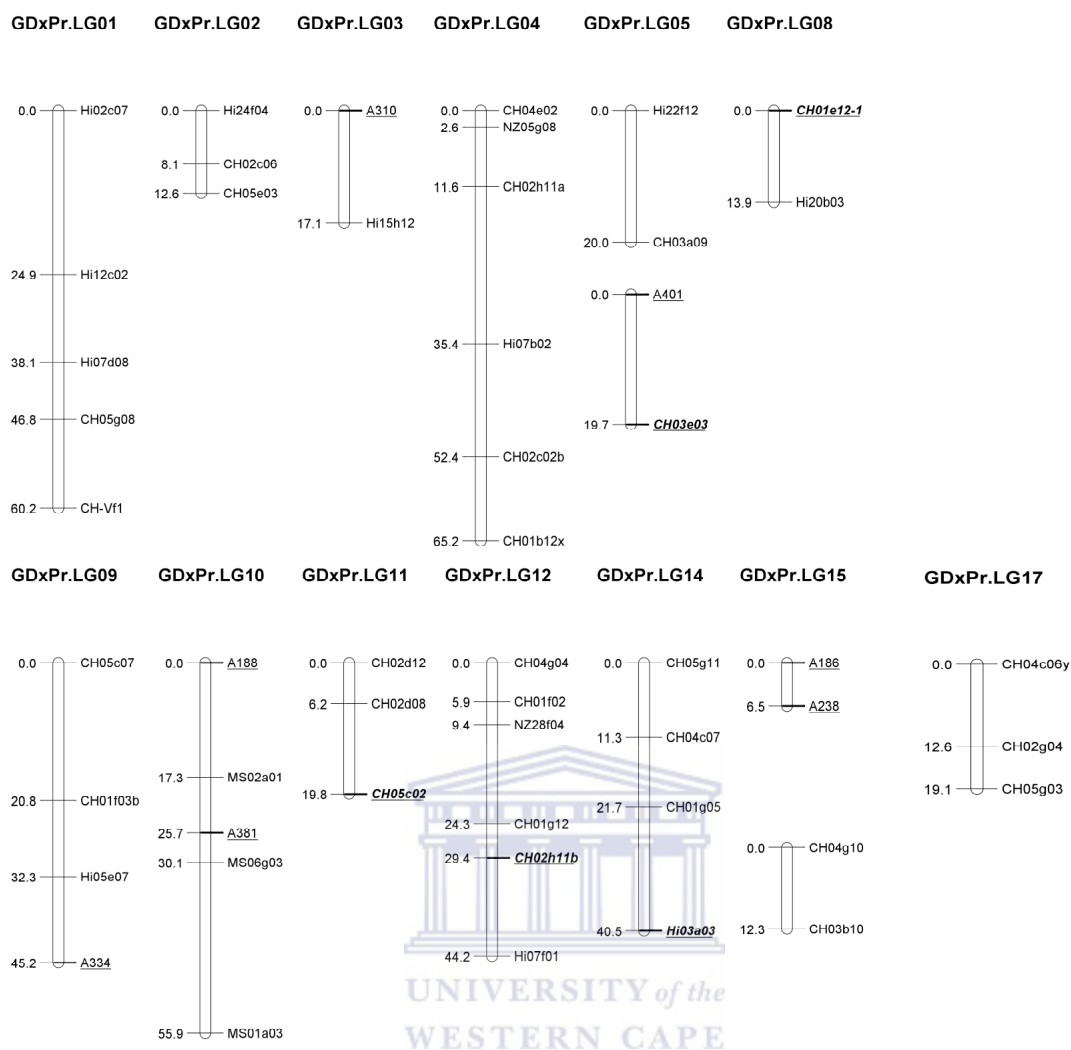 GDxPr.LG01 GDxPr.LG02 GDxPr.LG03 GDxPr.LG04 GDxPr.LG05 GDxPr.LG08
0.0 Hi02c07
24.9 Hi12c02
38.1 Hi07d08
46.8 CH05g08
60.2 CH-Vf1
0.0 Hi24f04
8.1 CH02c06
12.6 CH05e03
0.0 A310
17.1 Hi15h12
0.0 CH04e02
2.6 NZ05g08
11.6 CH02h11a
35.4 Hi07b02
52.4 CH02c02b
65.2 CH01b12x
0.0 Hi22f12
20.0 CH03a09
0.0 A401
19.7 CH03e03
0.0 CH01e12-1
13.9 Hi20b03
GDxPr.LG09 GDxPr.LG10 GDxPr.LG11 GDxPr.LG12 GDxPr.LG14 GDxPr.LG15 GDxPr.LG17
0.0 CH05c07
20.8 CH01f03b
32.3 Hi05e07
45.2 A334
0.0 A188
17.3 MS02a01
25.7 A381
30.1 MS06g03
55.9 MS01a03
0.0 CH02d12
6.2 CH02d08
19.8 CH05c02
0.0 CH04g04
5.9 CH01f02
9.4 NZ28f04
24.3 CH01g12
29.4 CH02h11b
44.2 Hi07f01
0.0 CH05g11
11.3 CH04c07
21.7 CH01g05
40.5 Hi03a03
0.0 A186
6.5 A238
0.0 CH04g10
12.3 CH03b10
0.0 CH04c06y
12.6 CH02g04
19.1 CH05g03
UNIVERSITY of the
WESTERN CAPE